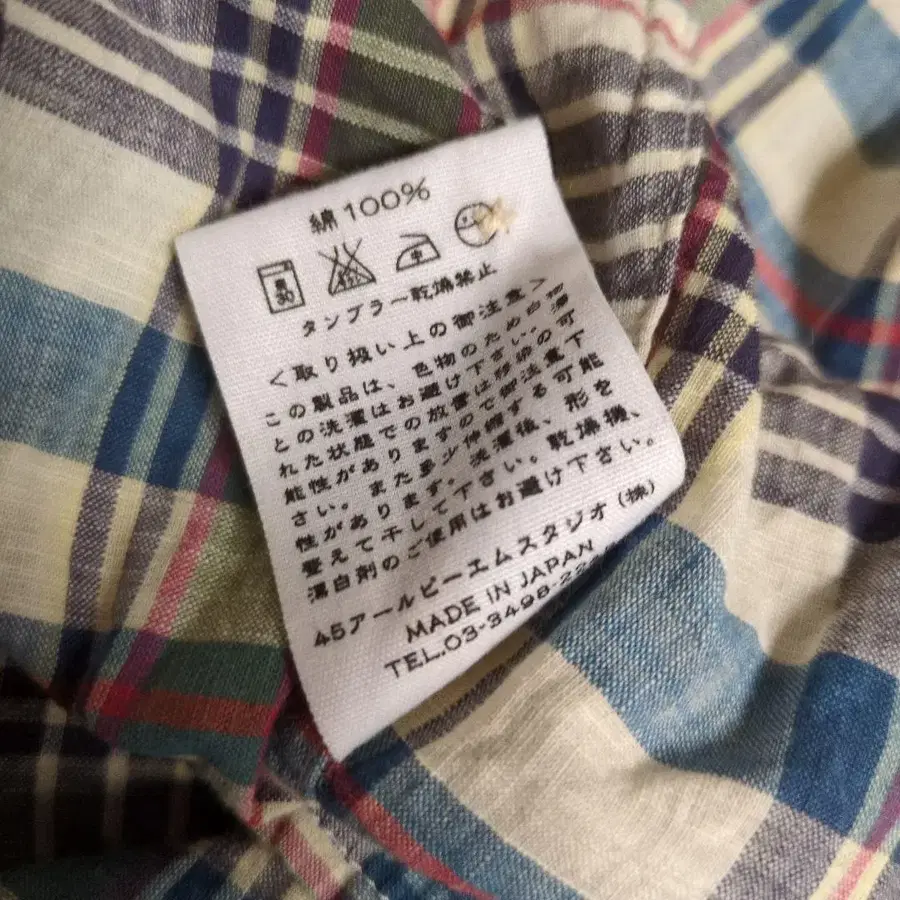 綿 100%
30
中
タンブラー乾燥禁止
<取り扱い上の御注意>
この製品は、色物のため白物
との洗濯はお避け下さい。濡
れた状態での放置は移染の可
能性がありますので御注意下
さい。また多少伸縮する可能
性があります。洗濯後、形を
整えて干して下さい。乾燥機、
漂白剤のご使用はお避け下さい。
45アールピーエムスタジオ(株)
MADE IN JAPAN
TEL.03-3498-22